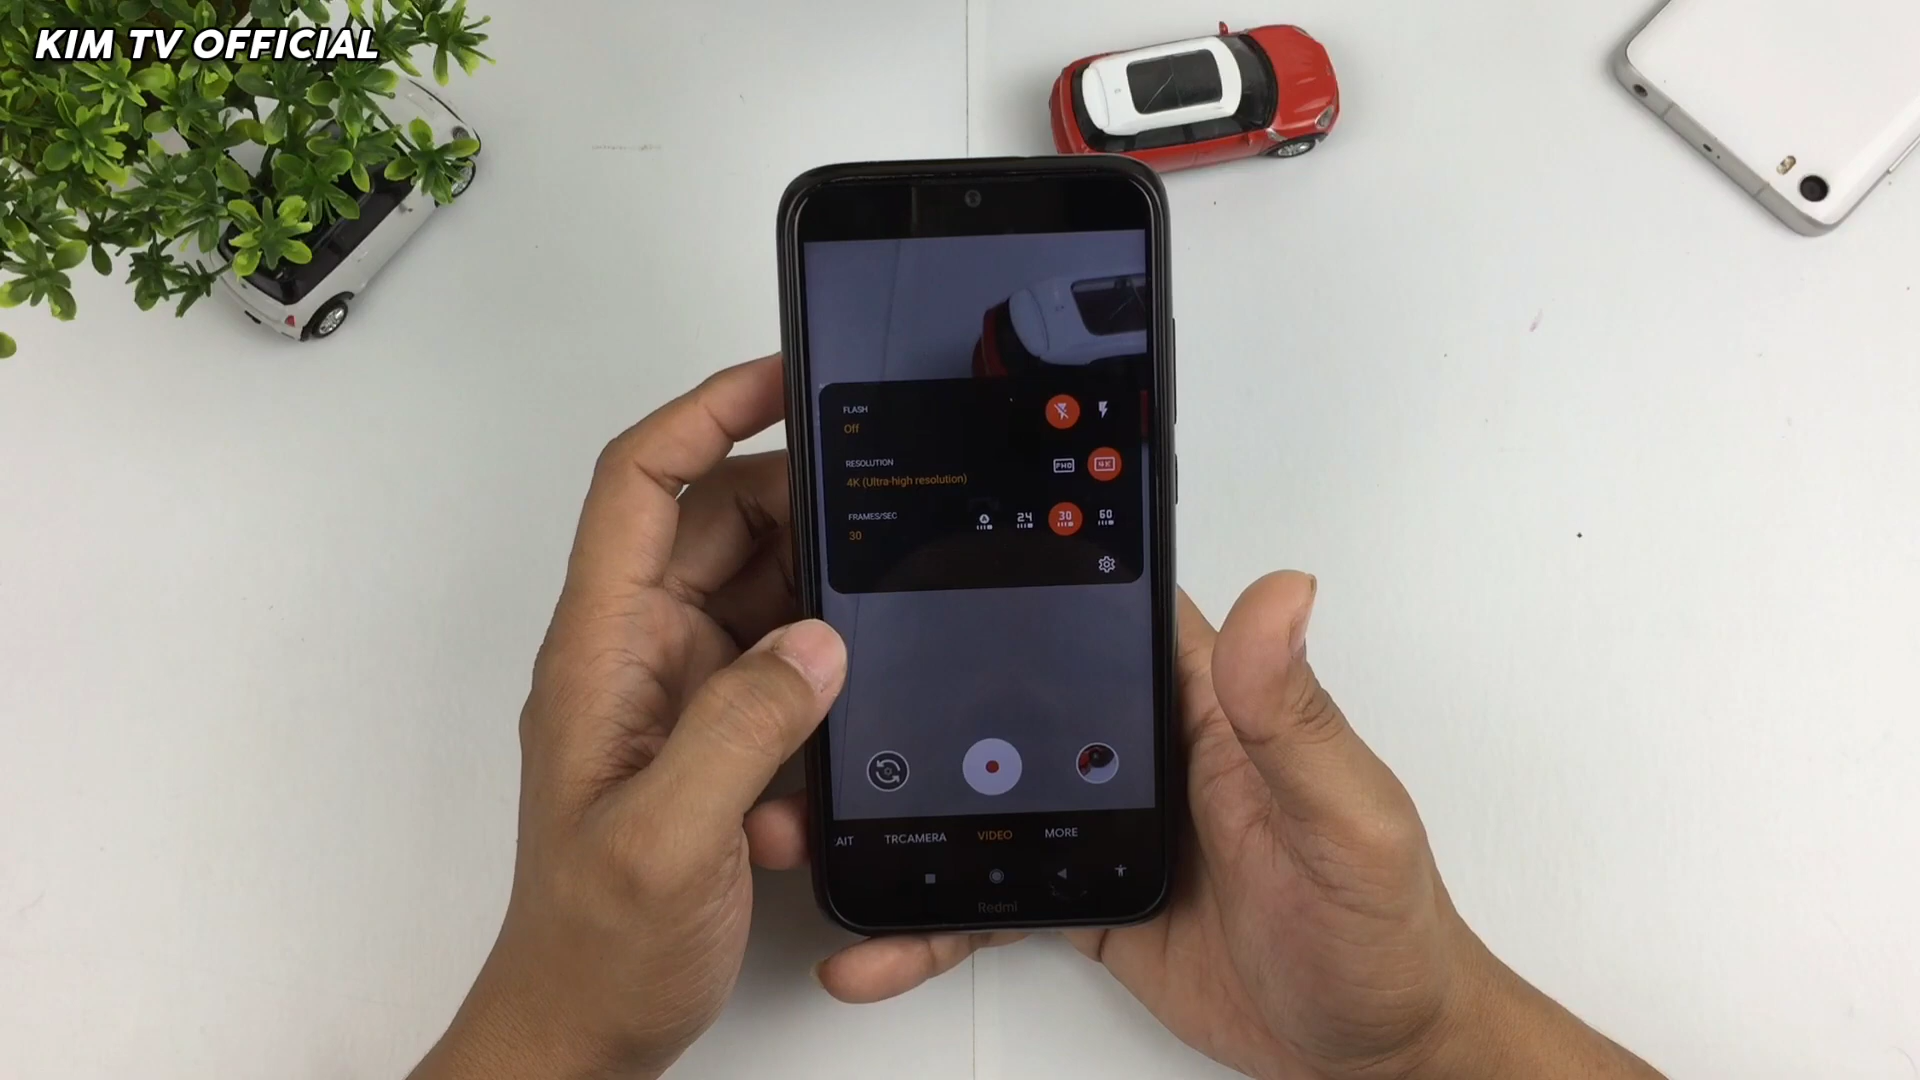 KIM TV OFFICIAL
FLASH
Off
RESOLUTION
FHD
4K
4K (Ultra-high resolution)
FRAMES/SEC
24
30
60
30
AIT
TRCAMERA
VIDEO
MORE
Redmi